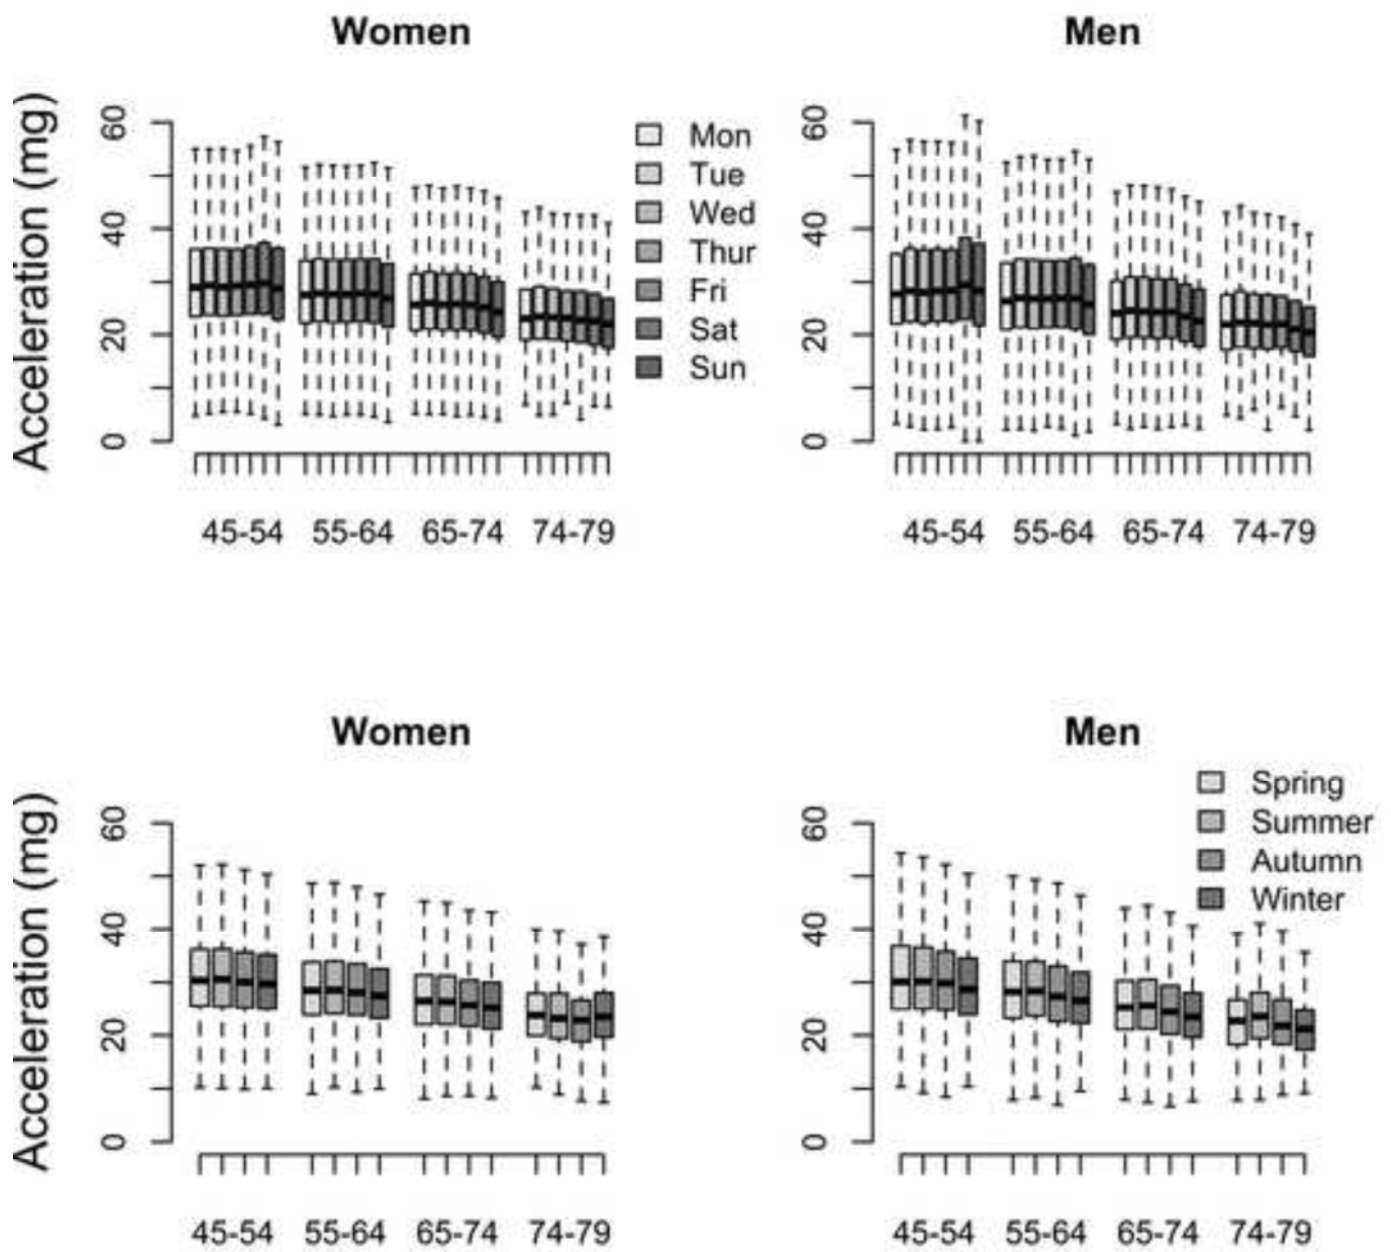 Women
Men
Acceleration (mg)
60
40
20
0
Mon
Tue
Wed
Thur
Fri
Sat
Sun
45-54 55-64 65-74 74-79
60
40
20
0
45-54 55-64 65-74 74-79
Women
Men
Acceleration (mg)
60
40
20
0
45-54 55-64 65-74 74-79
Spring
Summer
Autumn
Winter
60
40
20
0
45-54 55-64 65-74 74-79